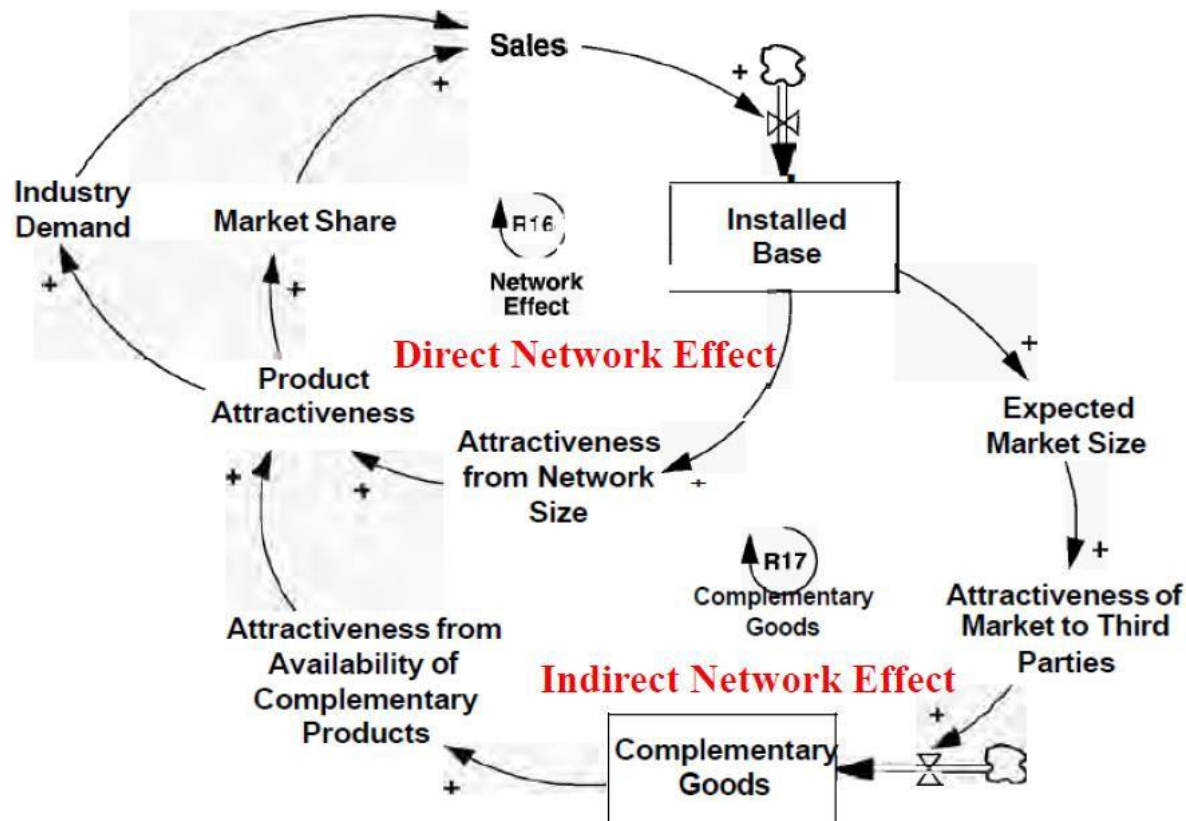 Sales
+
+
Industry
Demand
Market Share
R16
Network
Effect
Installed
Base
+
+
Direct Network Effect
+
Product
Attractiveness
Expected
Market Size
Attractiveness
from Network
Size
+
+
+
+
R17
Complementary
Goods
Attractiveness of
Market to Third
Parties
Attractiveness from
Availability of
Complementary
Products
Indirect Network Effect
+
Complementary
Goods
+